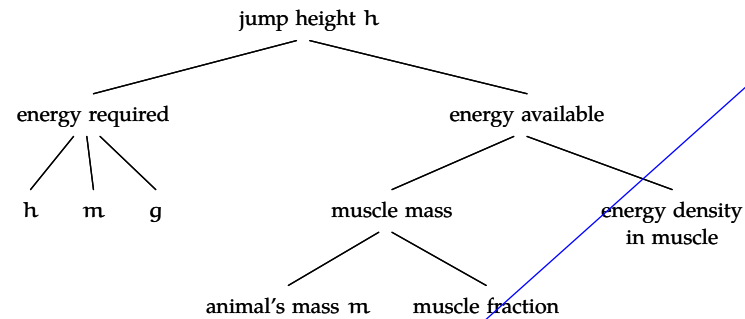 jump height h
energy required
energy available
h m g
muscle mass
energy density
in muscle
animal's mass m
muscle fraction